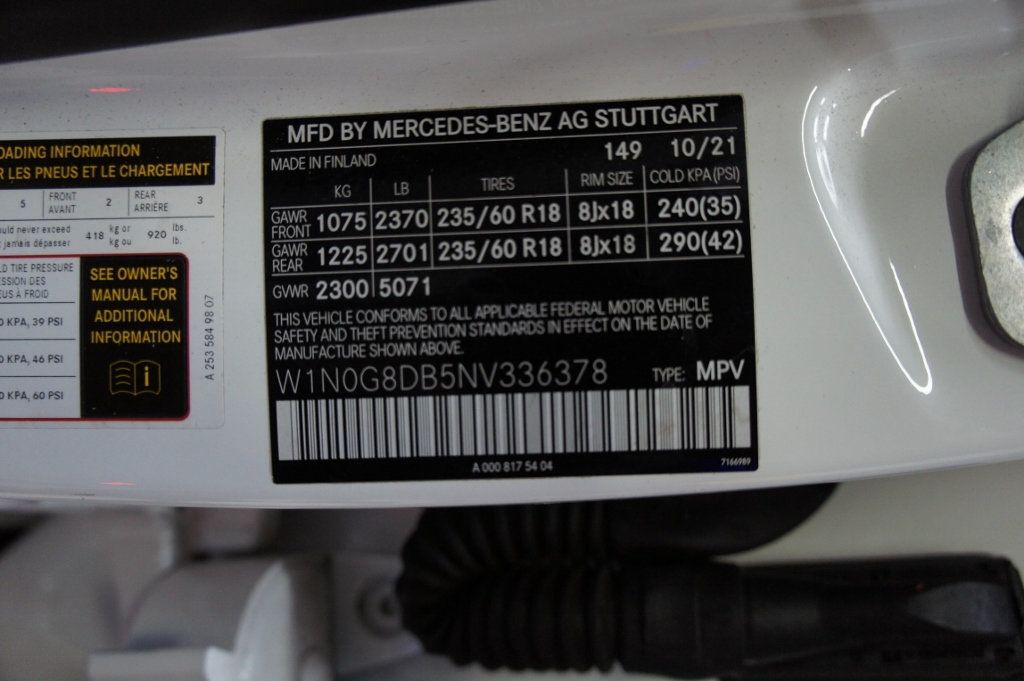 OADING INFORMATION
R LES PNEUS ET LE CHARGEMENT
5 FRONT AVANT 2 REAR ARRIÈRE 3
ould never exceed
t jamais dépasser 418 kg or kg ou 920 lbs. lb.
D TIRE PRESSURE
ESSION DES
EUS À FROID
0 KPA, 39 PSI
0 KPA, 46 PSI
0 KPA, 60 PSI
SEE OWNER'S
MANUAL FOR
ADDITIONAL
INFORMATION
A 253 584 98 07
MFD BY MERCEDES-BENZ AG STUTTGART
MADE IN FINLAND 149 10/21
KG LB TIRES RIM SIZE COLD KPA(PSI)
GAWR FRONT 1075 2370 235/60 R18 8Jx18 240(35)
GAWR REAR 1225 2701 235/60 R18 8Jx18 290(42)
GVWR 2300 5071
THIS VEHICLE CONFORMS TO ALL APPLICABLE FEDERAL MOTOR VEHICLE
SAFETY AND THEFT PREVENTION STANDARDS IN EFFECT ON THE DATE OF
MANUFACTURE SHOWN ABOVE.
W1N0G8DB5NV336378 TYPE: MPV
A 000 817 54 04
7166989